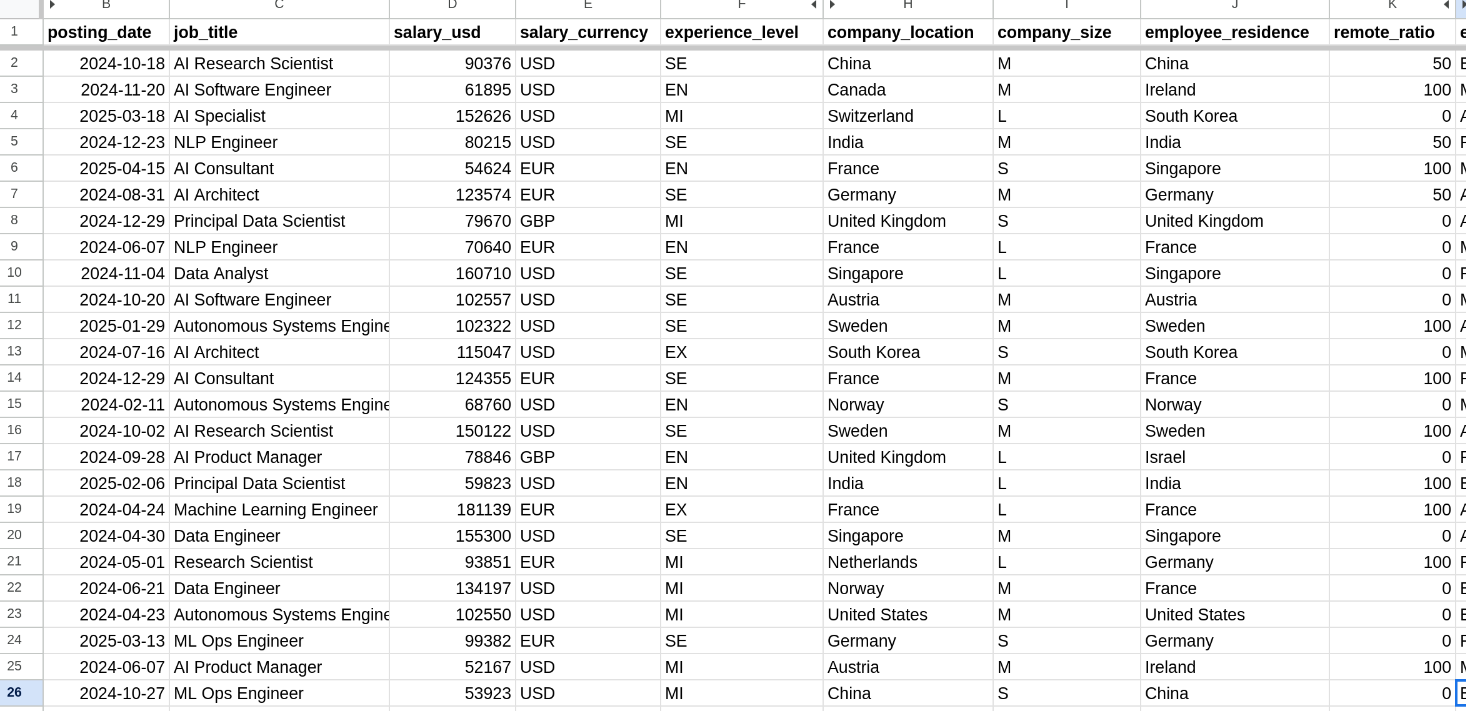 B C D E F H I J K
1 posting_date job_title salary_usd salary_currency experience_level company_location company_size employee_residence remote_ratio
2 2024-10-18 AI Research Scientist 90376 USD SE China M China 50
3 2024-11-20 AI Software Engineer 61895 USD EN Canada M Ireland 100
4 2025-03-18 AI Specialist 152626 USD MI Switzerland L South Korea 0
5 2024-12-23 NLP Engineer 80215 USD SE India M India 50
6 2025-04-15 AI Consultant 54624 EUR EN France S Singapore 100
7 2024-08-31 AI Architect 123574 EUR SE Germany M Germany 50
8 2024-12-29 Principal Data Scientist 79670 GBP MI United Kingdom S United Kingdom 0
9 2024-06-07 NLP Engineer 70640 EUR EN France L France 0
10 2024-11-04 Data Analyst 160710 USD SE Singapore L Singapore 0
11 2024-10-20 AI Software Engineer 102557 USD SE Austria M Austria 0
12 2025-01-29 Autonomous Systems Engine 102322 USD SE Sweden M Sweden 100
13 2024-07-16 AI Architect 115047 USD EX South Korea S South Korea 0
14 2024-12-29 AI Consultant 124355 EUR SE France M France 100
15 2024-02-11 Autonomous Systems Engine 68760 USD EN Norway S Norway 0
16 2024-10-02 AI Research Scientist 150122 USD SE Sweden M Sweden 100
17 2024-09-28 AI Product Manager 78846 GBP EN United Kingdom L Israel 0
18 2025-02-06 Principal Data Scientist 59823 USD EN India L India 100
19 2024-04-24 Machine Learning Engineer 181139 EUR EX France L France 100
20 2024-04-30 Data Engineer 155300 USD SE Singapore M Singapore 0
21 2024-05-01 Research Scientist 93851 EUR MI Netherlands L Germany 100
22 2024-06-21 Data Engineer 134197 USD MI Norway M France 0
23 2024-04-23 Autonomous Systems Engine 102550 USD MI United States M United States 0
24 2025-03-13 ML Ops Engineer 99382 EUR SE Germany S Germany 0
25 2024-06-07 AI Product Manager 52167 USD MI Austria M Ireland 100
26 2024-10-27 ML Ops Engineer 53923 USD MI China S China 0